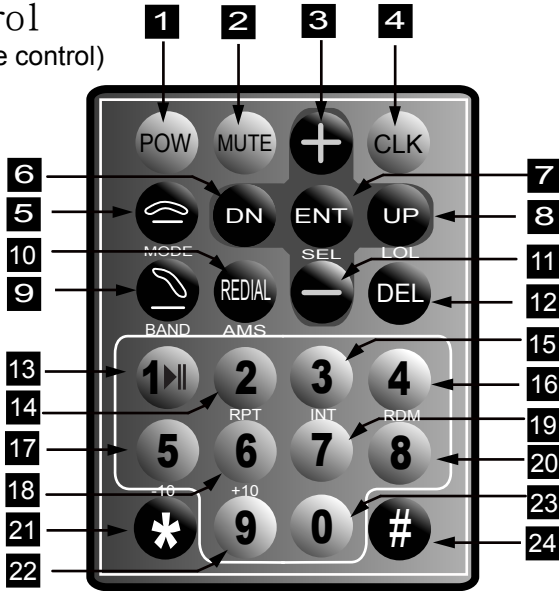 rol
e control)
1 2 3 4
POW MUTE + CLK
6 7
5 DN ENT UP 8
MODE SEL LOL
10 11
9 REDIAL − DEL 12
BAND AMS
13 1 2 3 4 15
14 RPT INT RDM 16
17 5 6 7 8 19
18 -10 +10 20
21 * 9 0 # 23
22 24